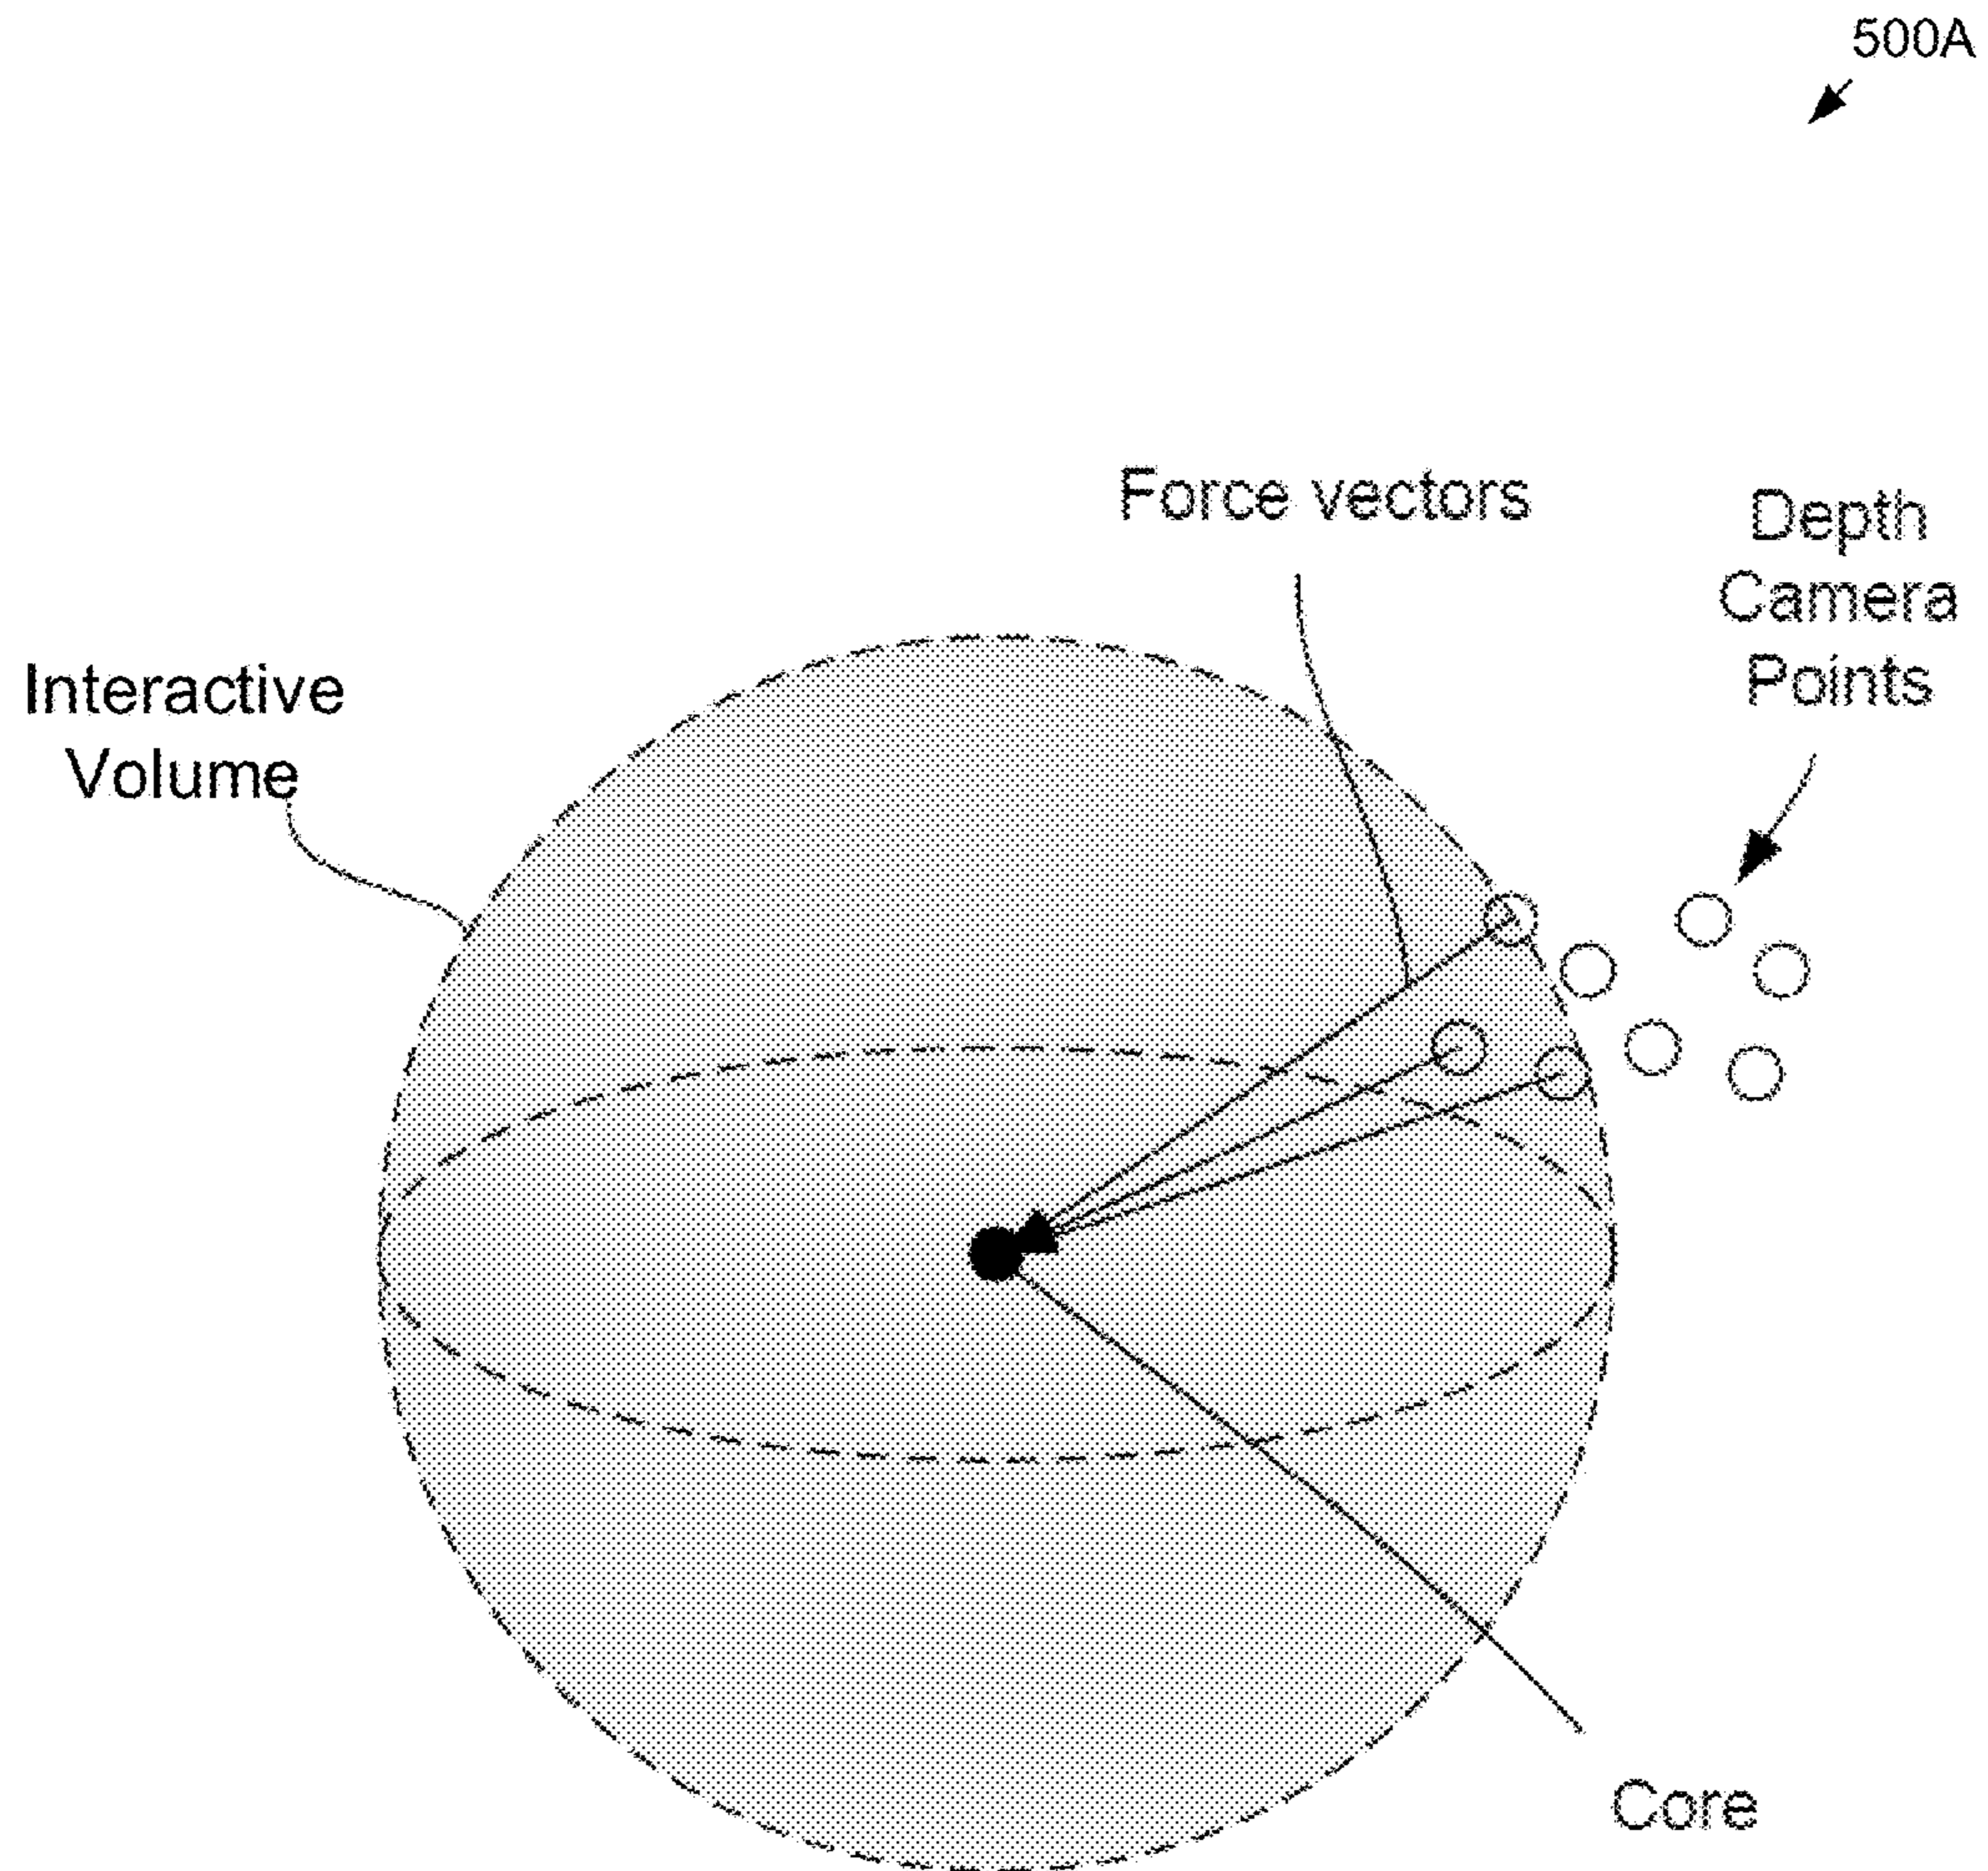 500A
Force vectors
Depth
Camera
Points
Interactive
Volume
Core